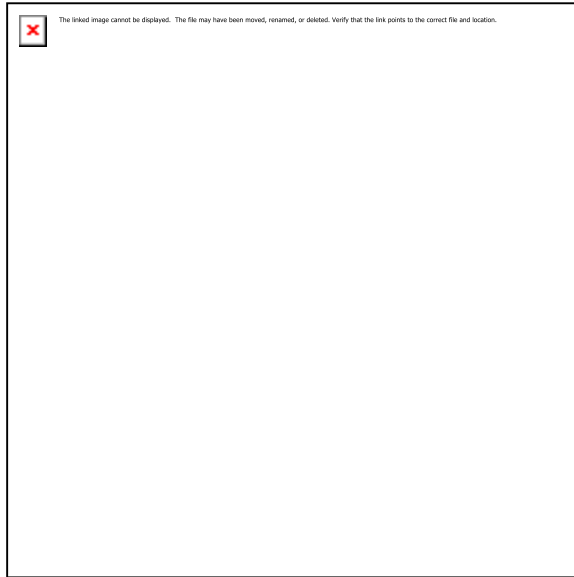 The linked image cannot be displayed.  The file may have been moved, renamed, or deleted. Verify that the link points to the correct file and location.